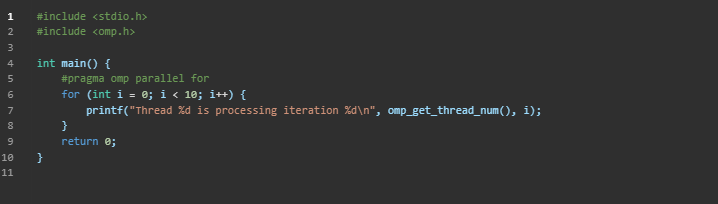 1 #include <stdio.h>
2 #include <omp.h>
3
4 int main() {
5     #pragma omp parallel for
6     for (int i = 0; i < 10; i++) {
7         printf("Thread %d is processing iteration %d\n", omp_get_thread_num(), i);
8     }
9     return 0;
10 }
11